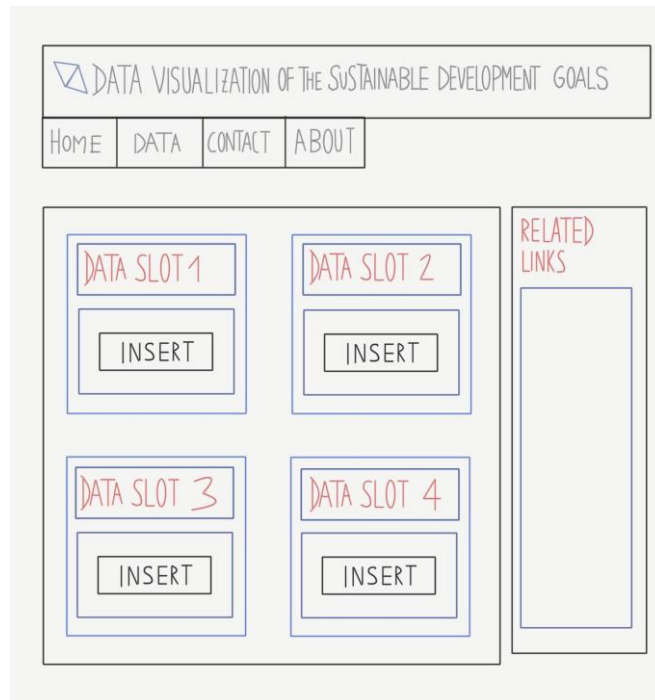 DATA VISUALIZATION OF THE SUSTAINABLE DEVELOPMENT GOALS
HOME DATA CONTACT ABOUT
DATA SLOT 1
INSERT
DATA SLOT 2
INSERT
DATA SLOT 3
INSERT
DATA SLOT 4
INSERT
RELATED
LINKS